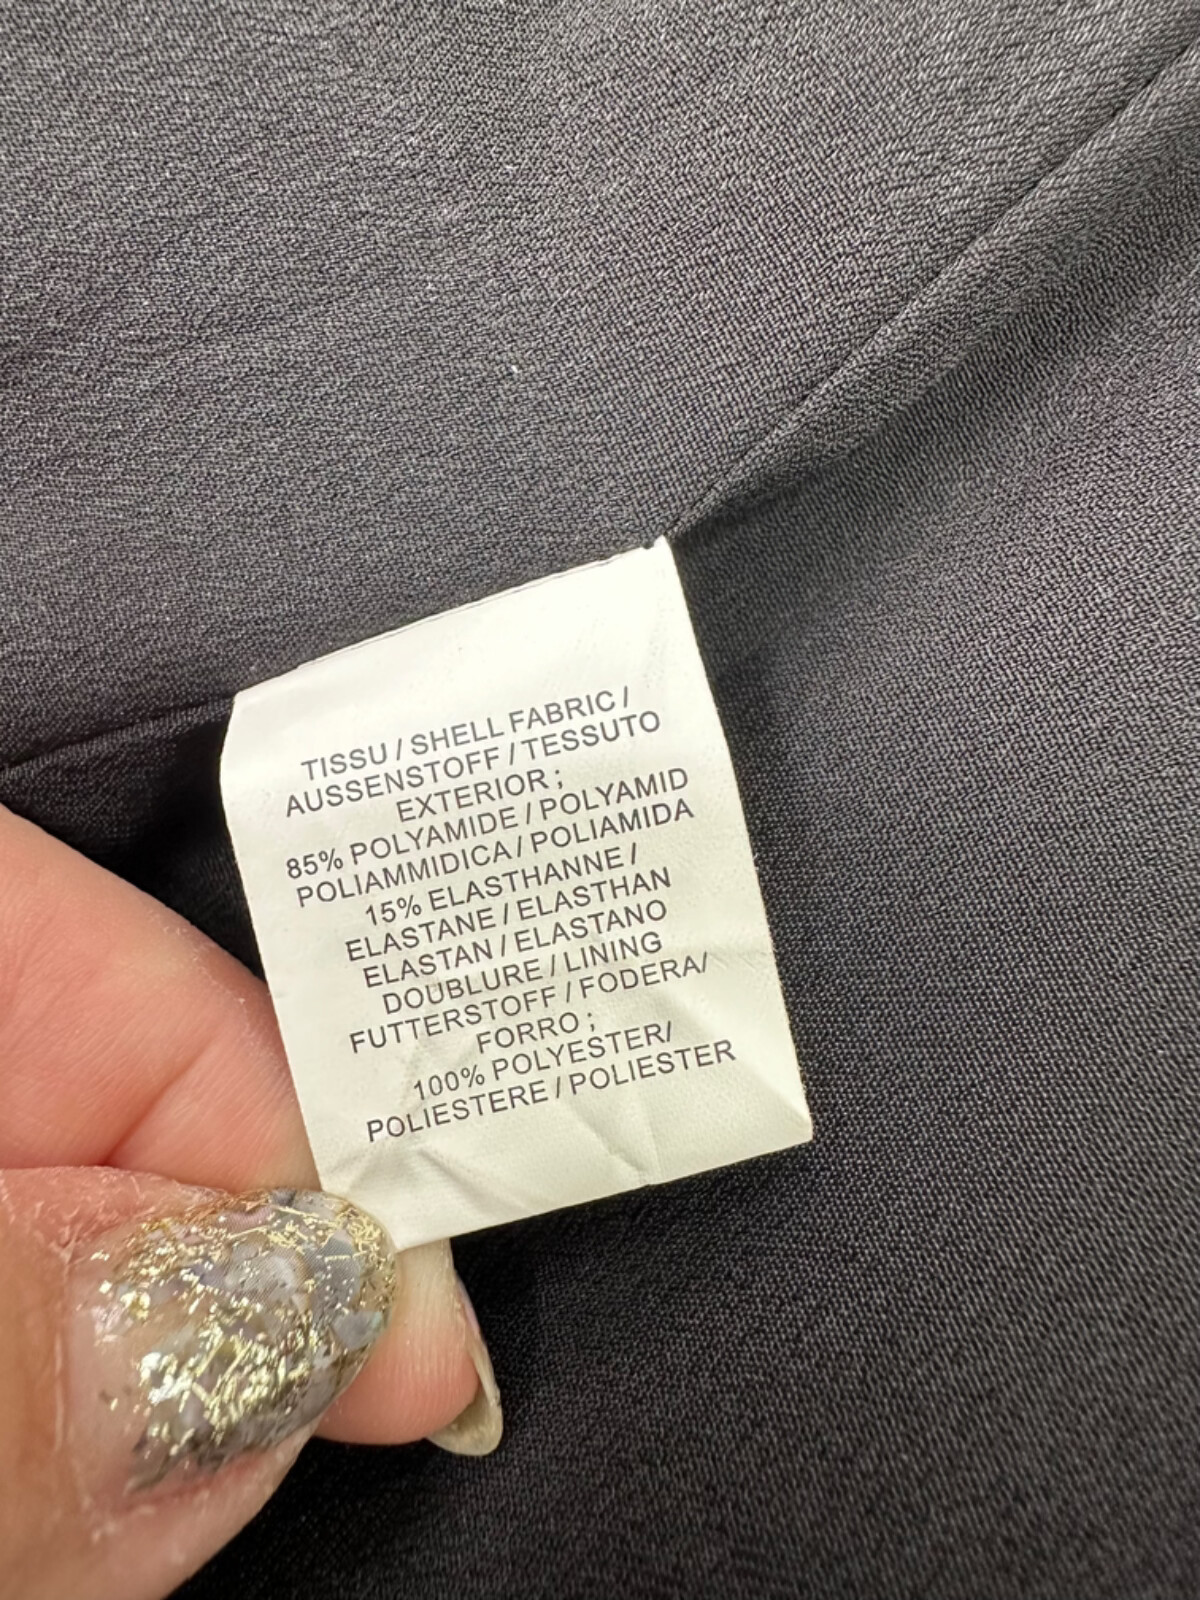 TISSU / SHELL FABRIC /
AUSSENSTOFF / TESSUTO
EXTERIOR ;
85% POLYAMIDE / POLYAMID
POLIAMMIDICA / POLIAMIDA
15% ELASTHANNE /
ELASTANE / ELASTHAN
ELASTAN / ELASTANO
DOUBLURE / LINING
FUTTERSTOFF / FODERA/
FORRO ;
100% POLYESTER/
POLIESTERE / POLIESTER